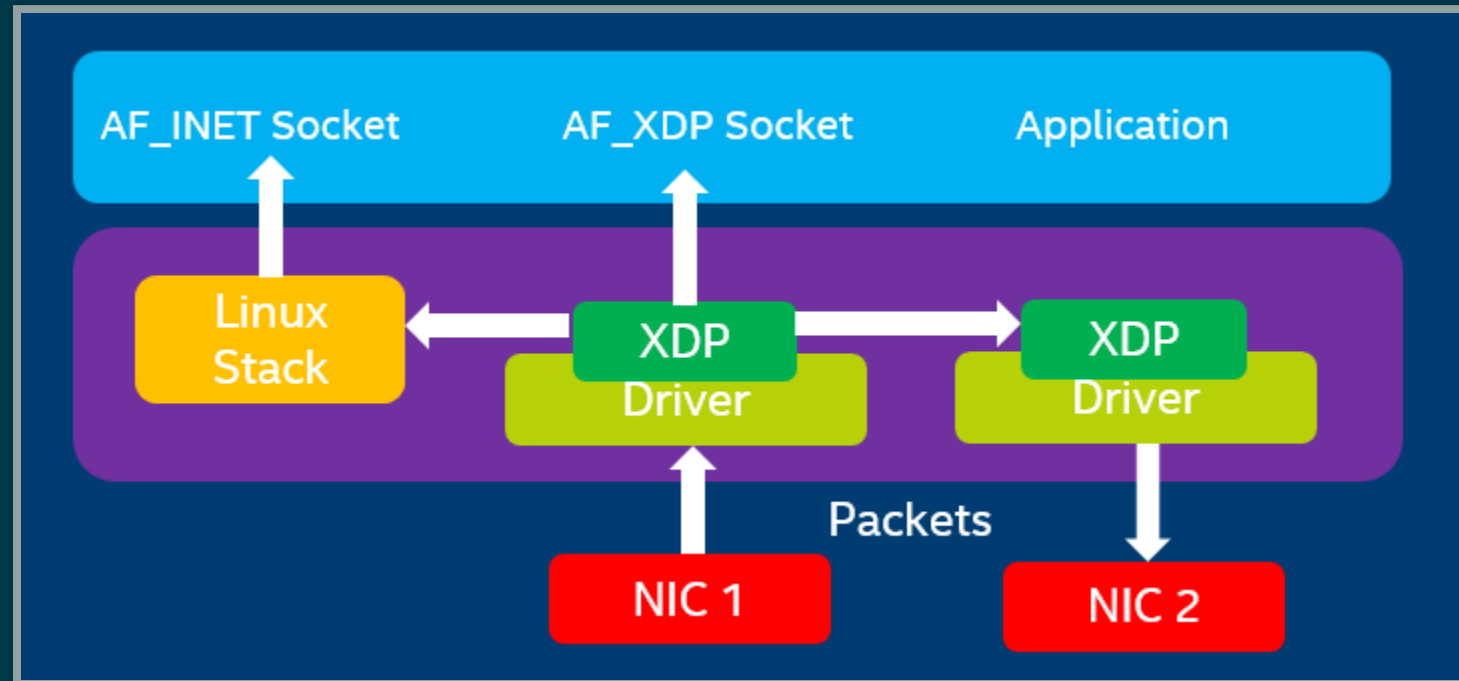 AF_INET Socket
AF_XDP Socket
Application
Linux
Stack
XDP
Driver
XDP
Driver
Packets
NIC 1
NIC 2